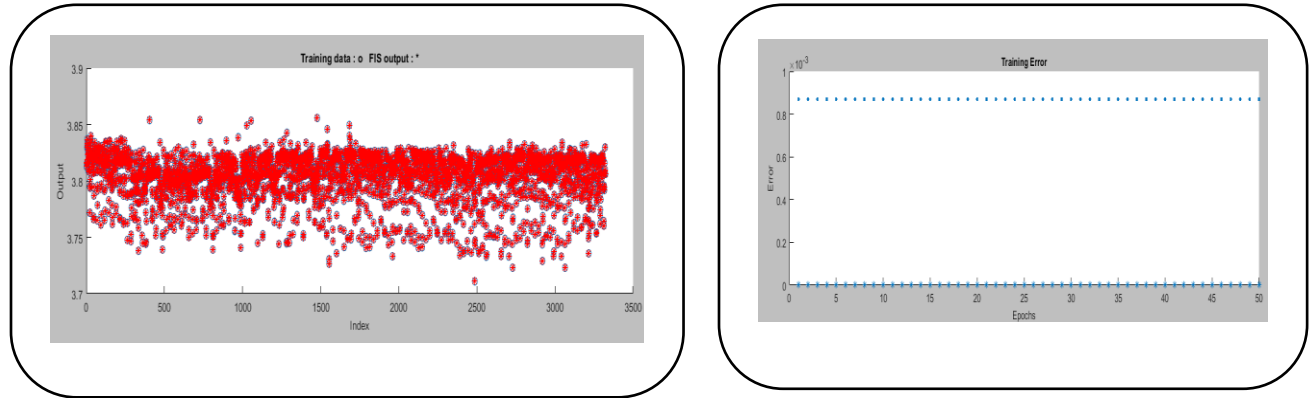 Training data : o FIS output : *
3.9
3.85
3.8
3.75
3.7
Output
0 500 1000 1500 2000 2500 3000 3500
Index
Training Error
× 10⁻³
1
0.8
0.6
0.4
0.2
0
Error
0 5 10 15 20 25 30 35 40 45 50
Epochs